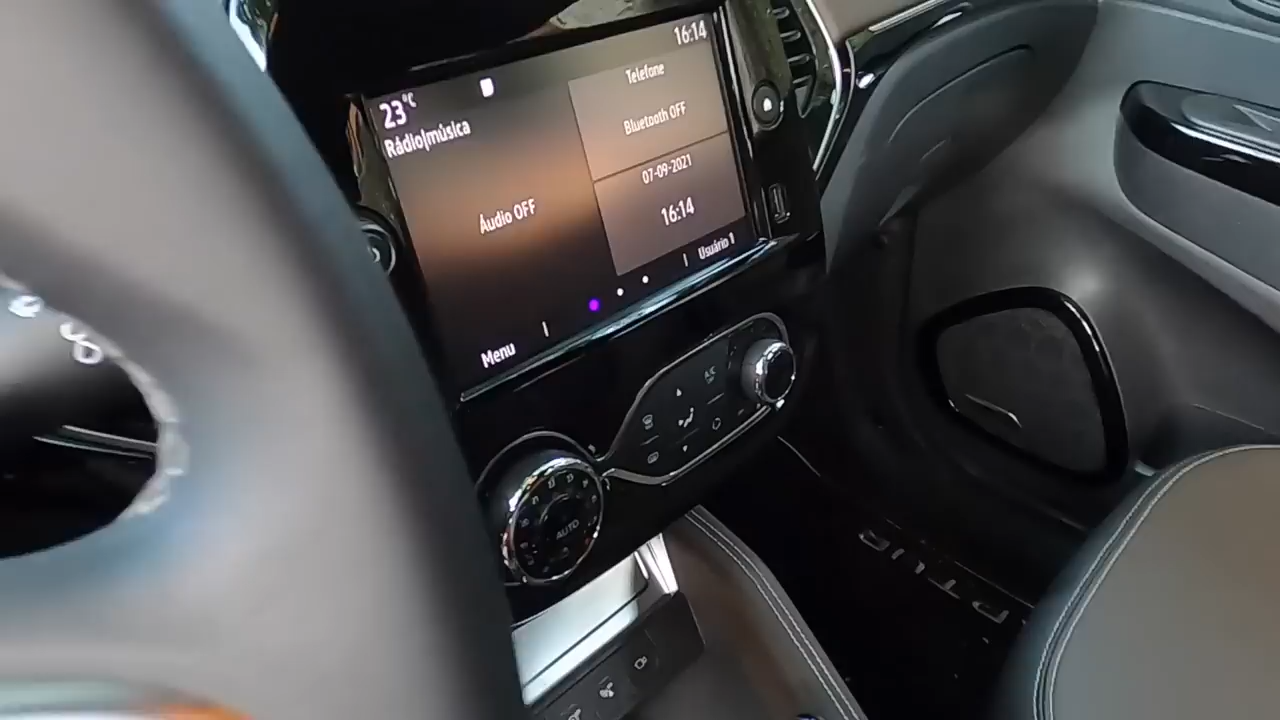 16:14
23°C
Rádio|música
Telefone
Bluetooth OFF
07-09-2021
16:14
Áudio OFF
Usuário 1
Menu
A/C
AUTO